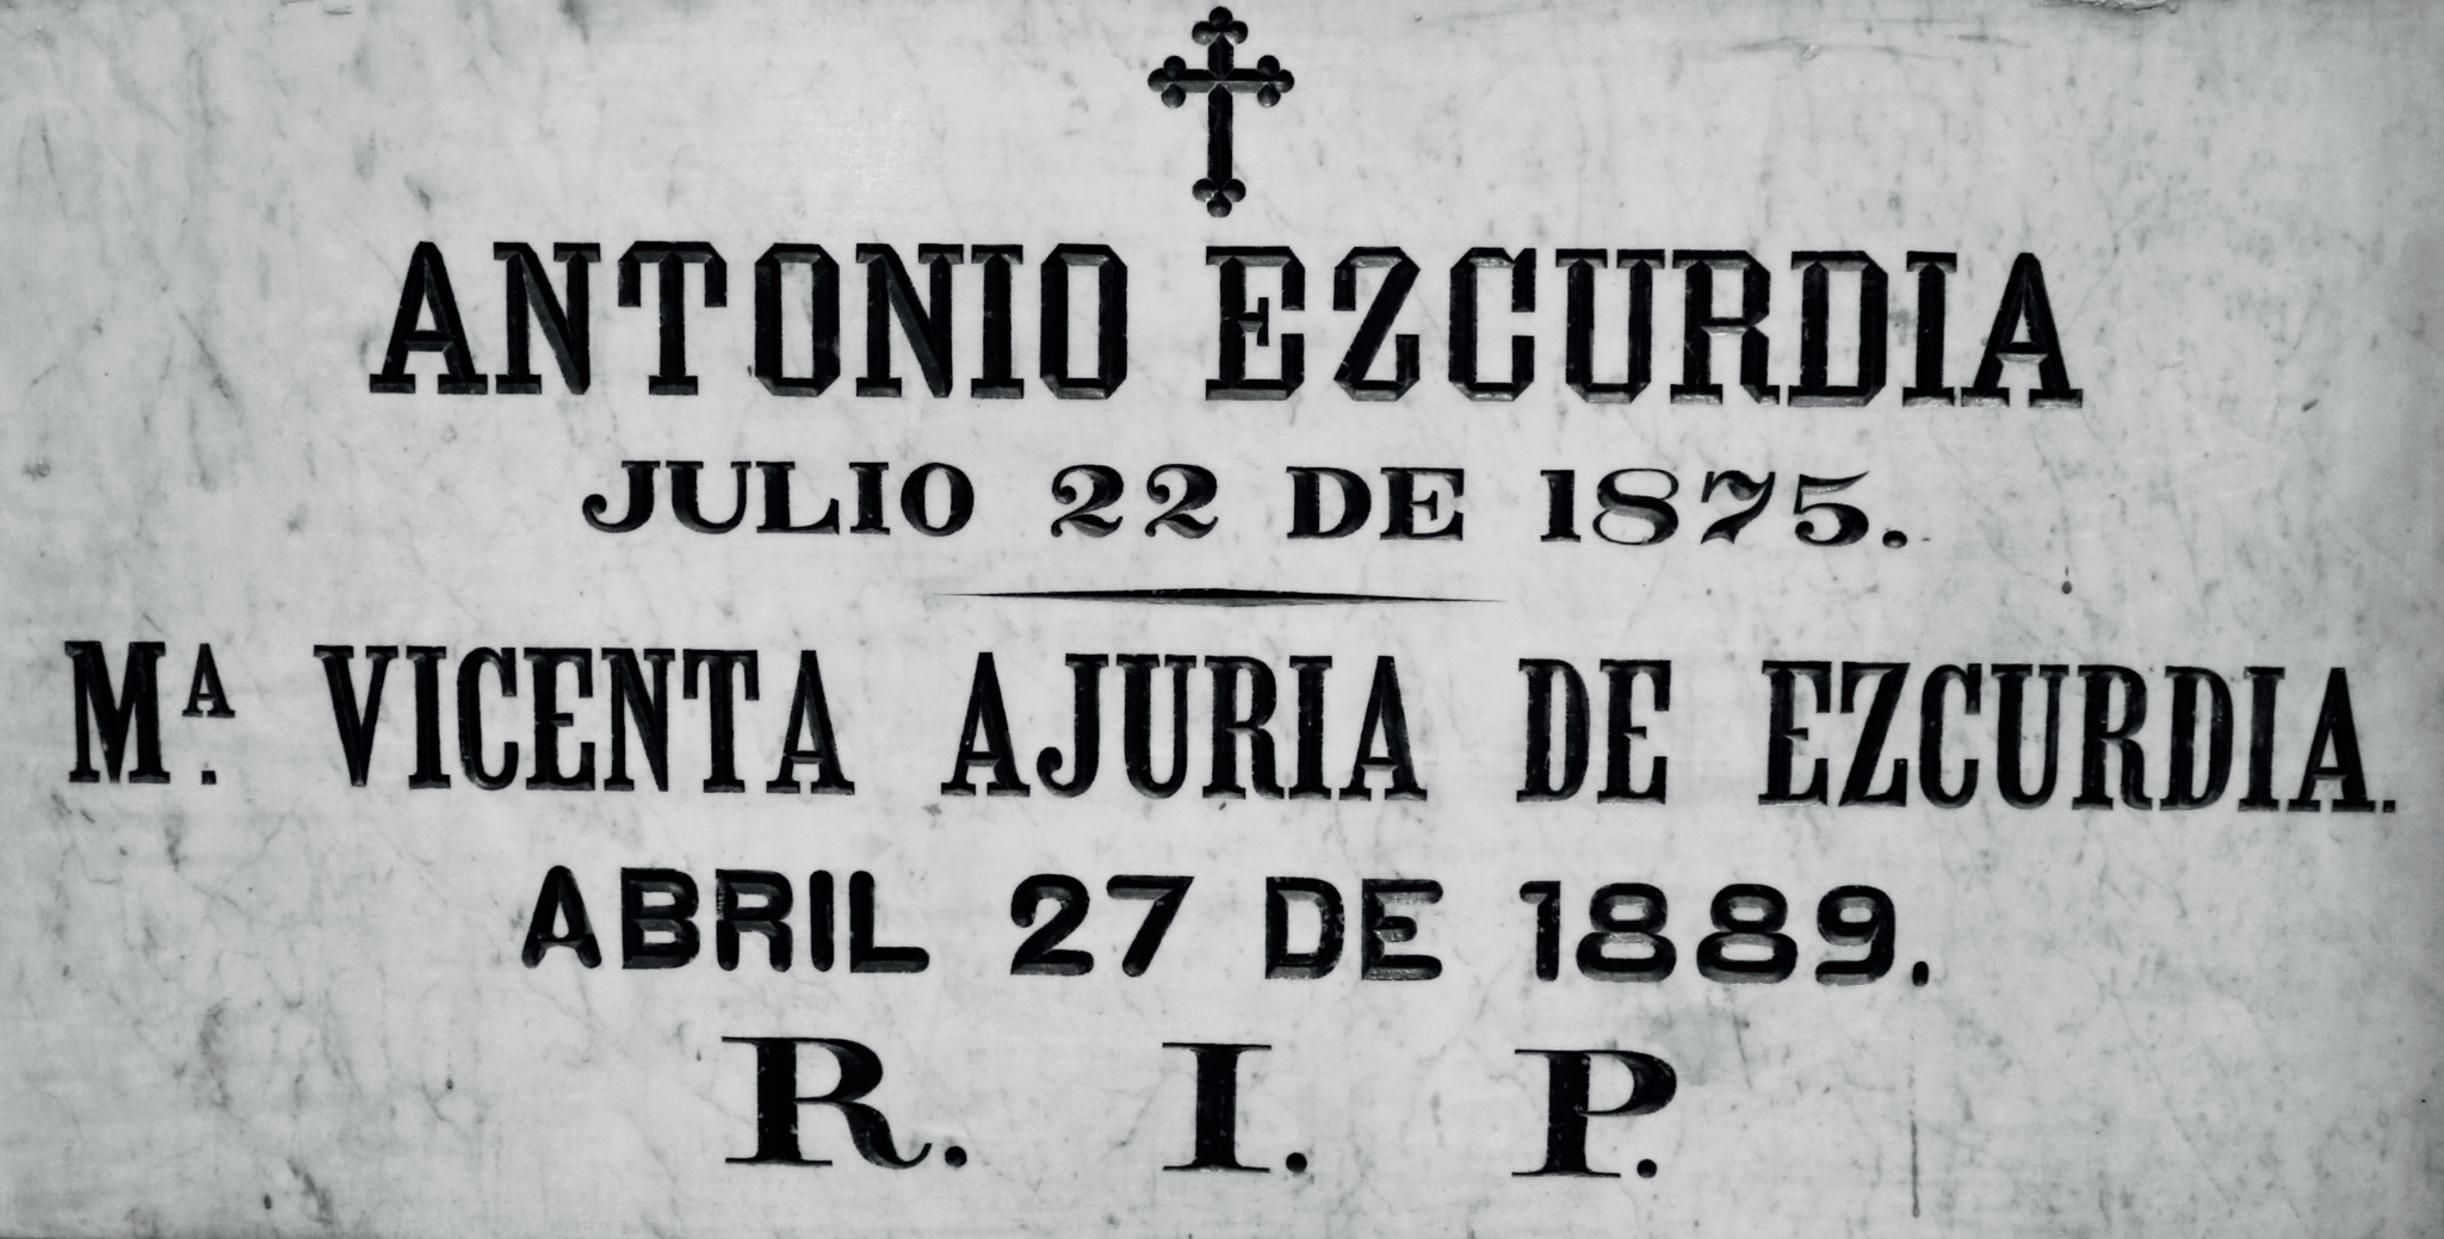 ANTONIO EZCURDIA
JULIO 22 DE 1875.
Mᴬ. VICENTA AJURIA DE EZCURDIA.
ABRIL 27 DE 1889.
R. I. P.